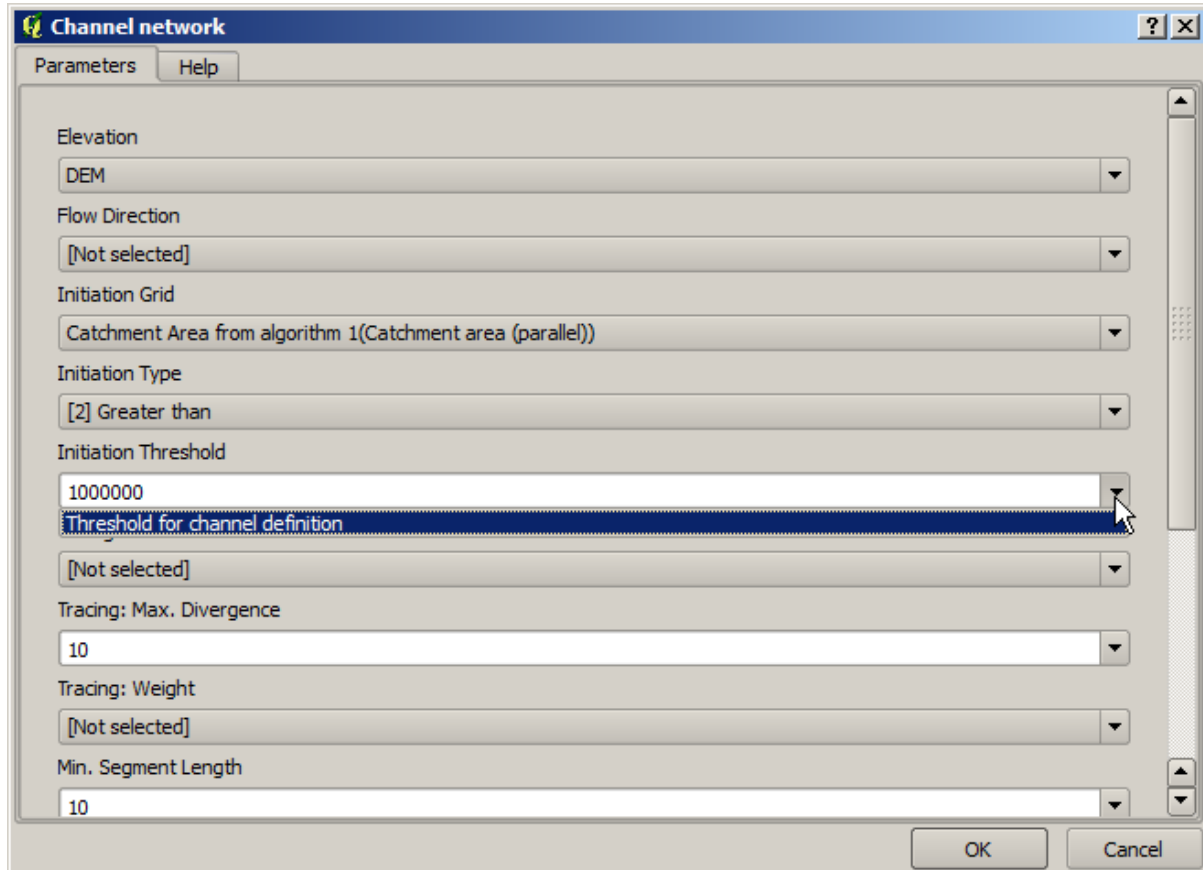 Channel network
Parameters Help
Elevation
DEM
Flow Direction
[Not selected]
Initiation Grid
Catchment Area from algorithm 1(Catchment area (parallel))
Initiation Type
[2] Greater than
Initiation Threshold
1000000
Threshold for channel definition
[Not selected]
Tracing: Max. Divergence
10
Tracing: Weight
[Not selected]
Min. Segment Length
10
OK Cancel